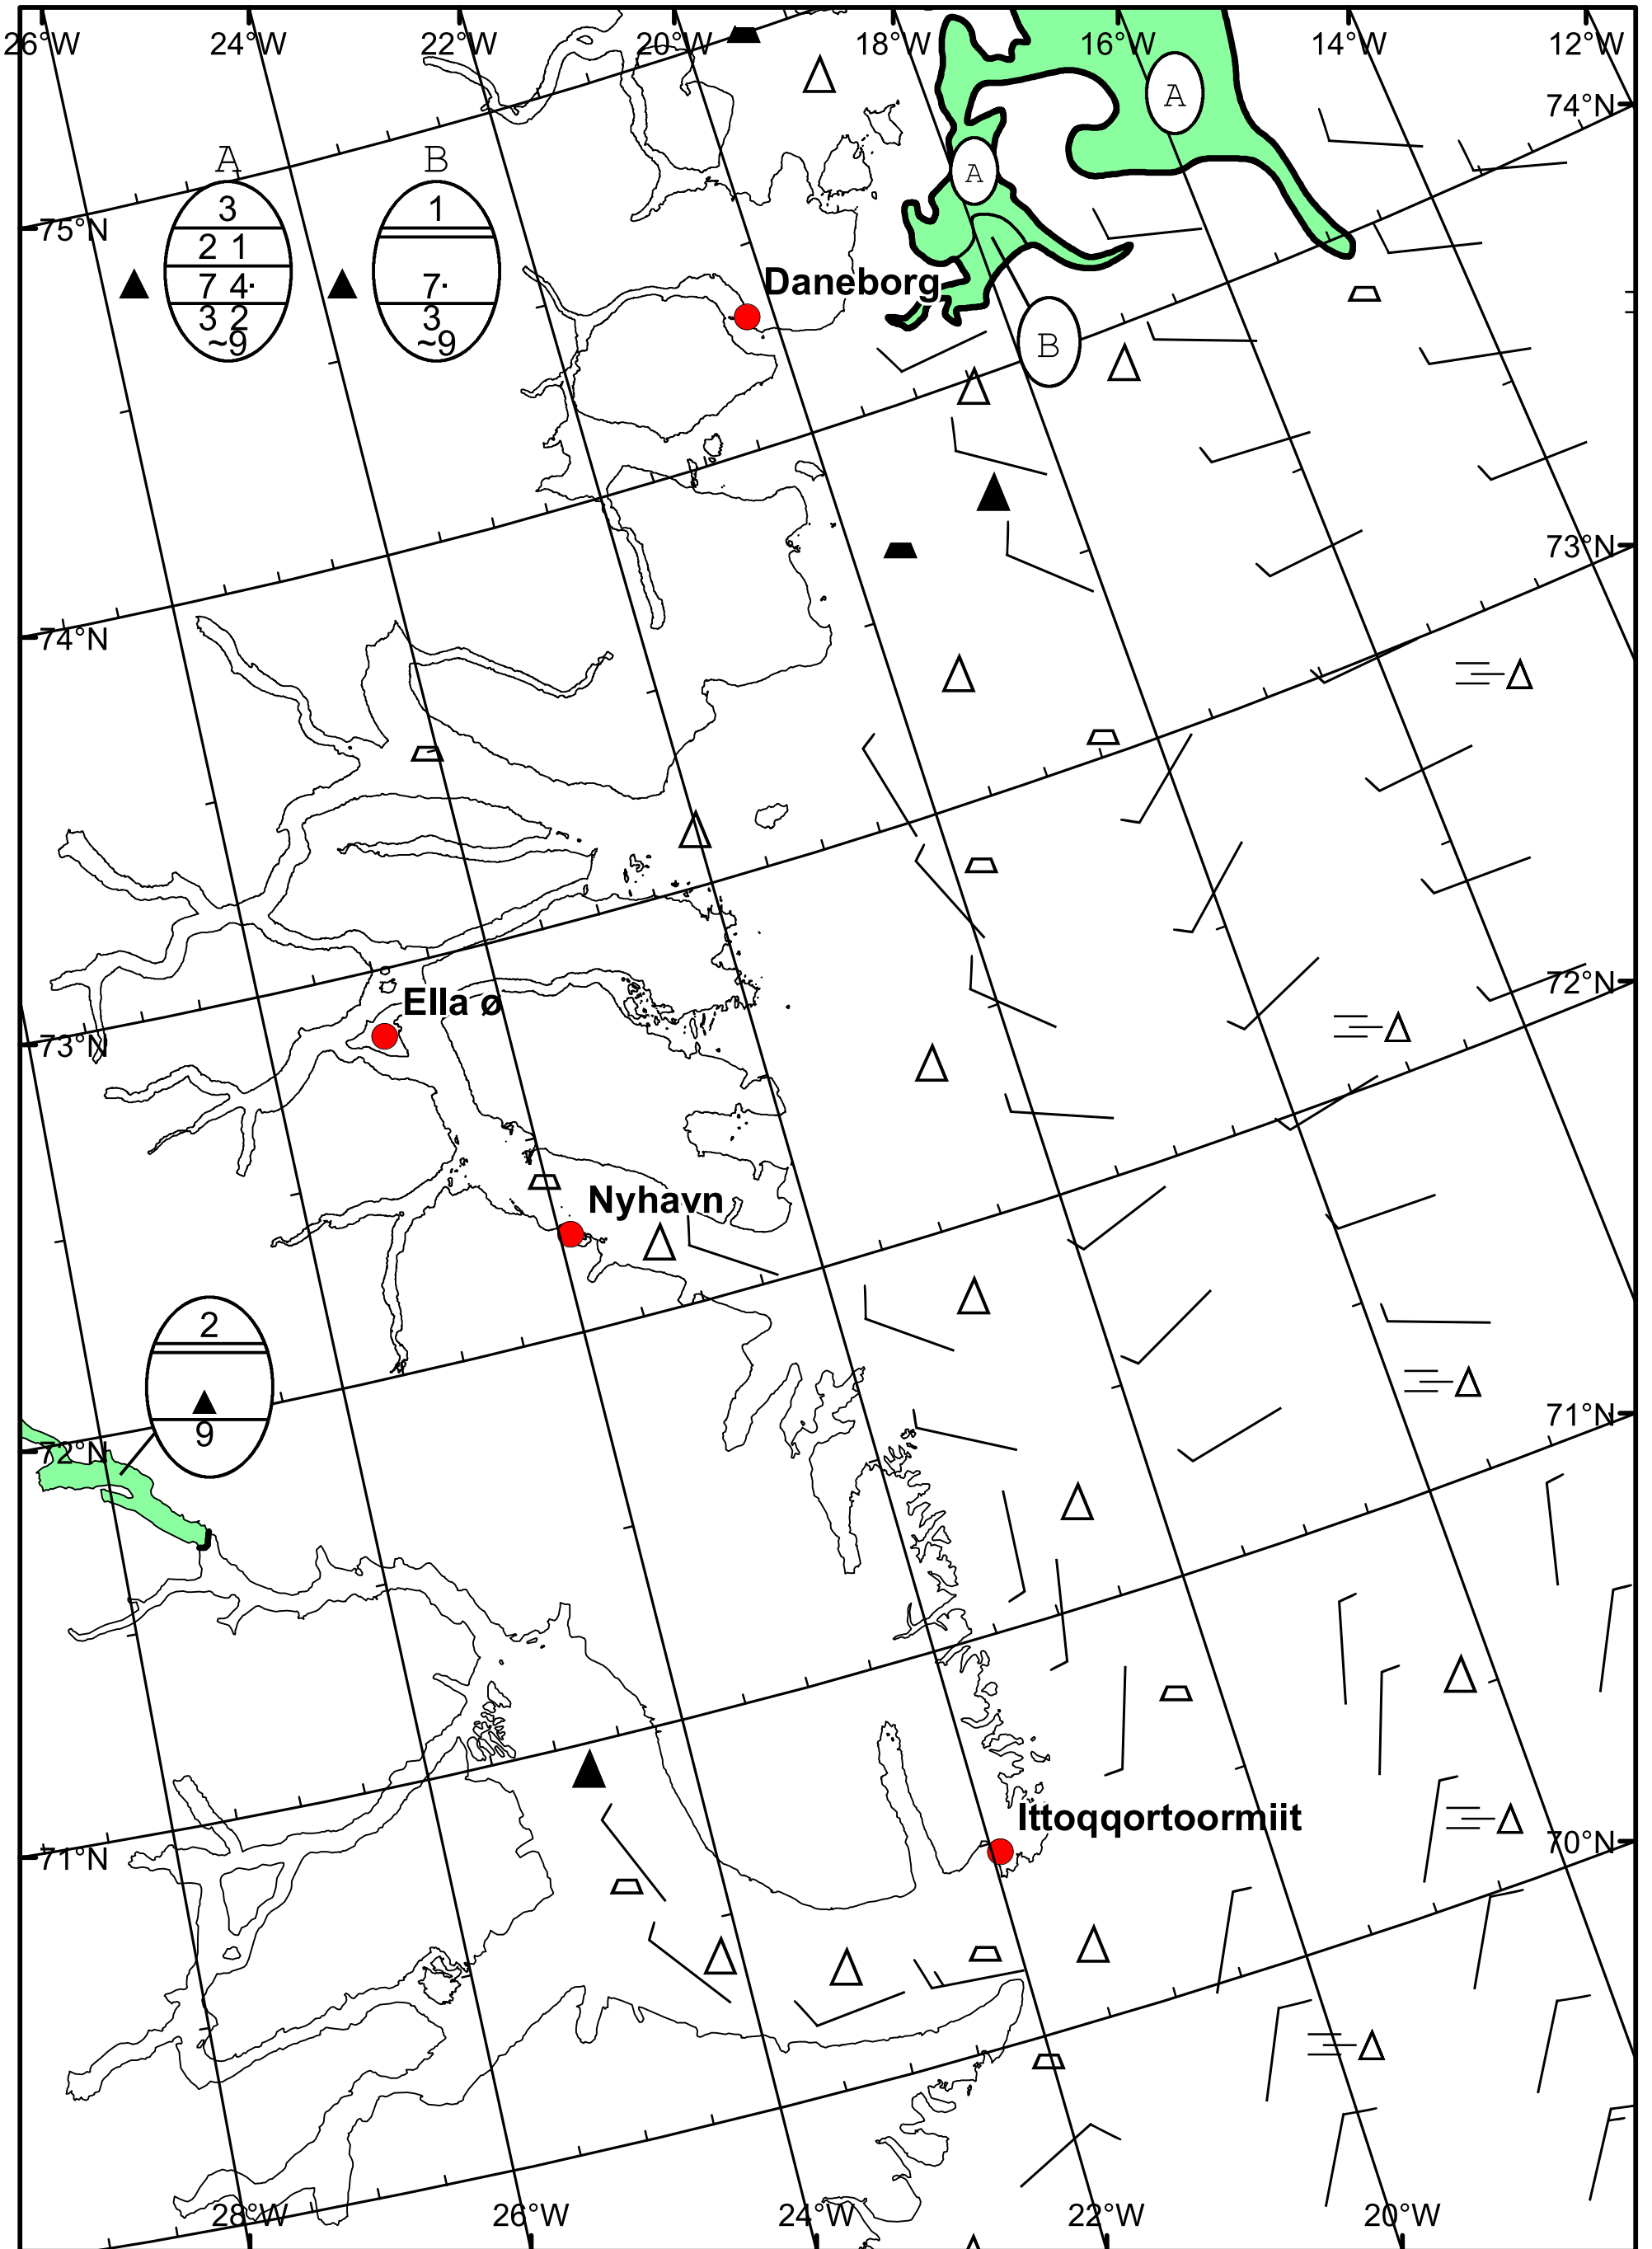 26°W 24°W 22°W 20°W 18°W 16°W 14°W 12°W
A
74°N
A B
3 1
A
75°N
2 1
7 4· 7·
Daneborg
3 2 3
~9 ~9
B
73°N
74°N
72°N
Ella ø
73°N
Nyhavn
2
71°N
9
72°N
Ittoqqortoormiit
70°N
71°N
28°W 26°W 24°W 22°W 20°W